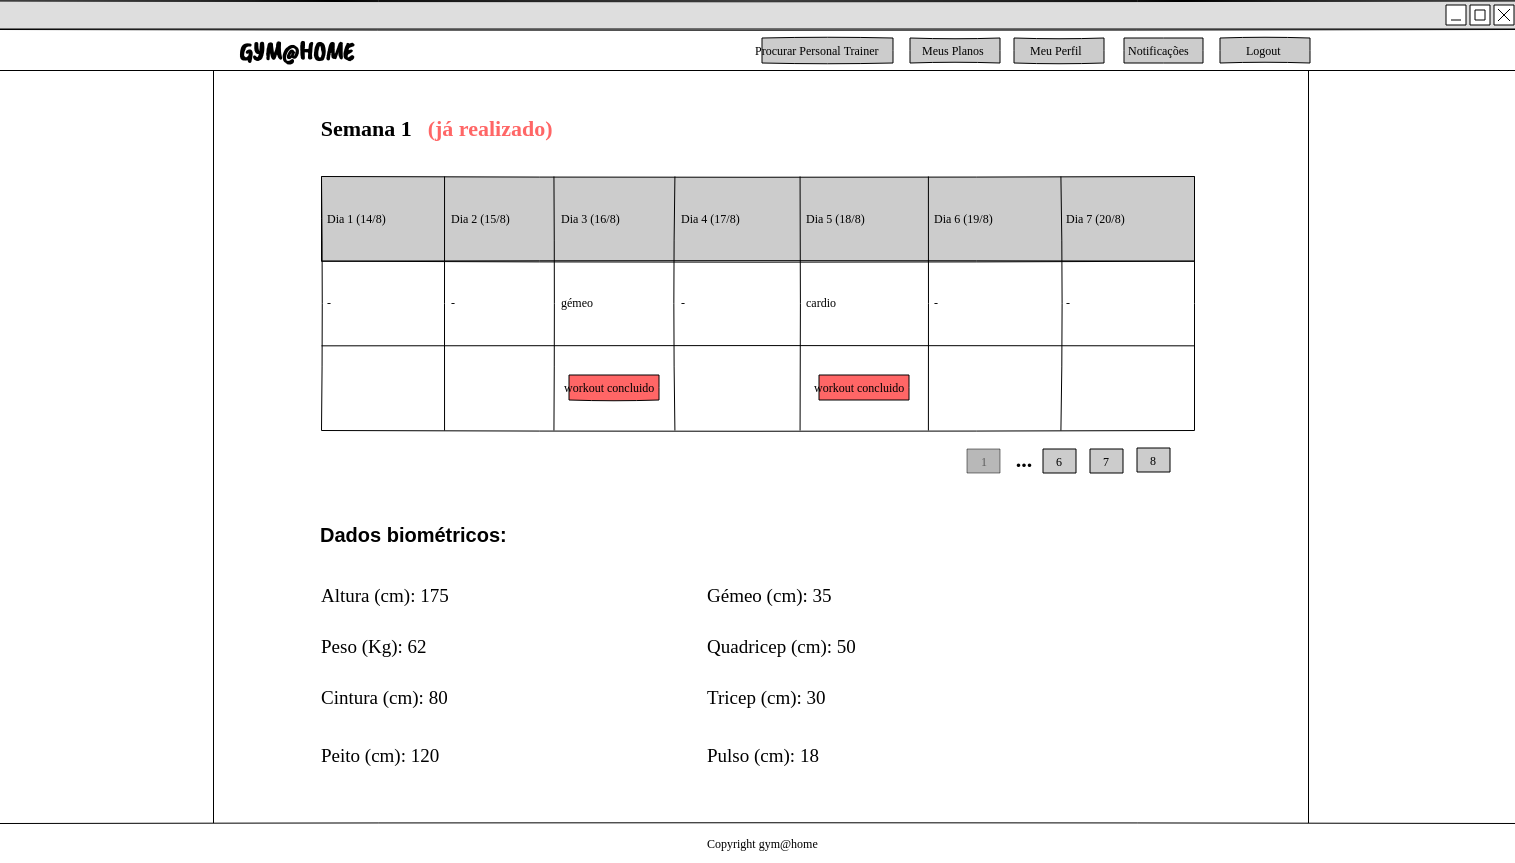 GYM@HOME
Procurar Personal Trainer
Meus Planos
Meu Perfil
Notificações
Logout
Semana 1 (já realizado)
Dia 1 (14/8)
Dia 2 (15/8)
Dia 3 (16/8)
Dia 4 (17/8)
Dia 5 (18/8)
Dia 6 (19/8)
Dia 7 (20/8)
-
-
gémeo
-
cardio
-
-
workout concluido
workout concluido
1
...
6
7
8
Dados biométricos:
Altura (cm): 175
Gémeo (cm): 35
Peso (Kg): 62
Quadricep (cm): 50
Cintura (cm): 80
Tricep (cm): 30
Peito (cm): 120
Pulso (cm): 18
Copyright gym@home